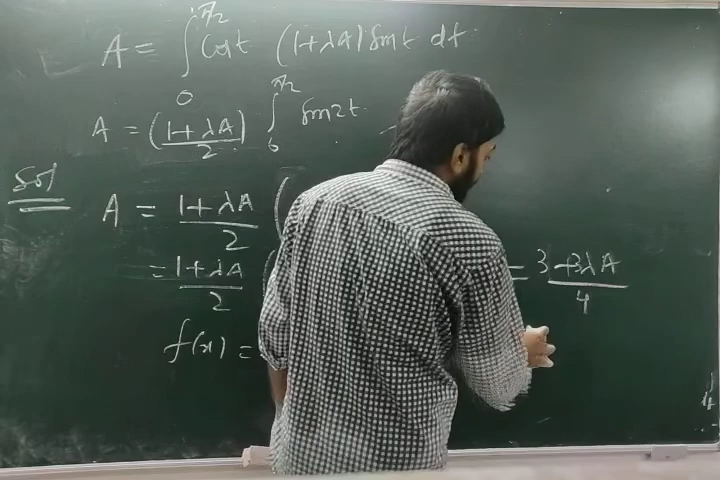 A = ∫₀^{π/2} Cost (1+λA) Sint dt
A = (1+λA)/2 ∫₀^{π/2} Sin2t.
Sol
A = (1+λA)/2 (
= (1+λA)/2 ( = (3+3λA)/4
f(x) =